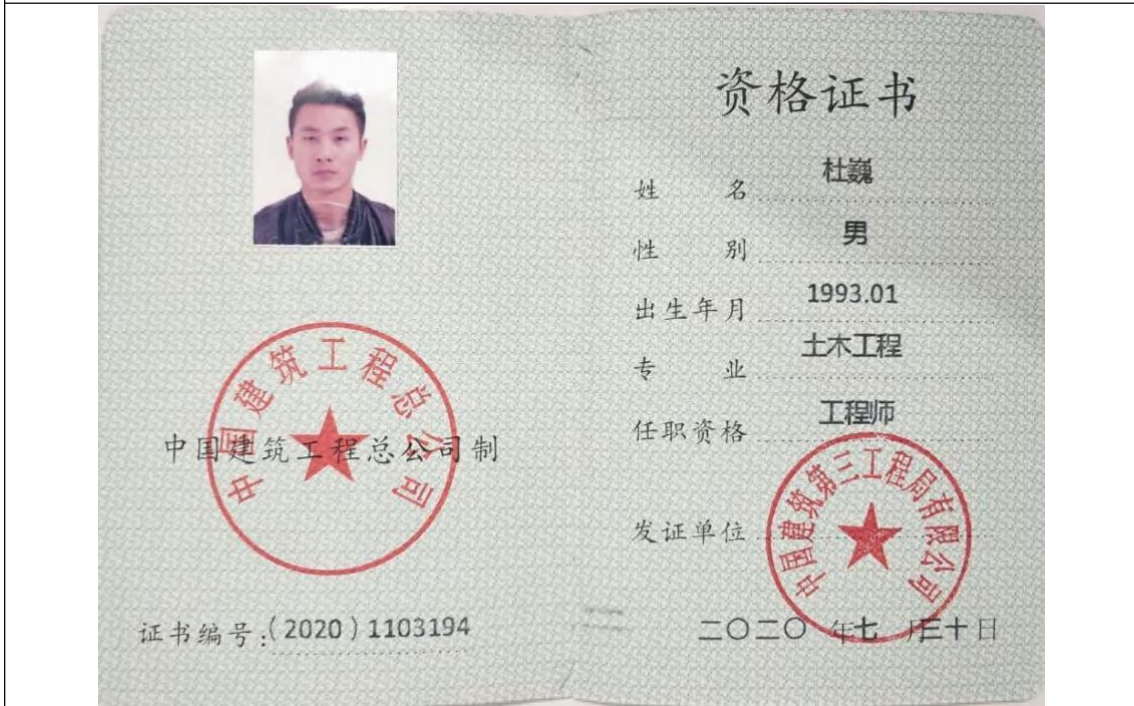 中国建筑工程总公司
中国建筑工程总公司制
证书编号:(2020)1103194
资格证书
姓 名 杜巍
性 别 男
出生年月 1993.01
专 业 土木工程
任职资格 工程师
发证单位
中国建筑第三工程局有限公司
二〇二〇 年七 月三十日